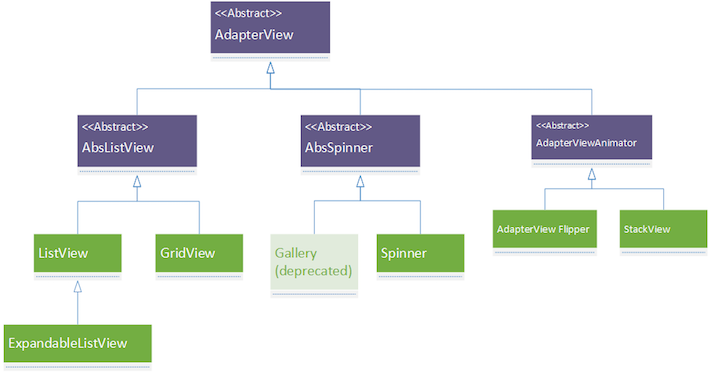 <<Abstract>>
AdapterView
<<Abstract>>
AbsListView
<<Abstract>>
AbsSpinner
<<Abstract>>
AdapterViewAnimator
ListView
GridView
Gallery
(deprecated)
Spinner
AdapterView Flipper
StackView
ExpandableListView